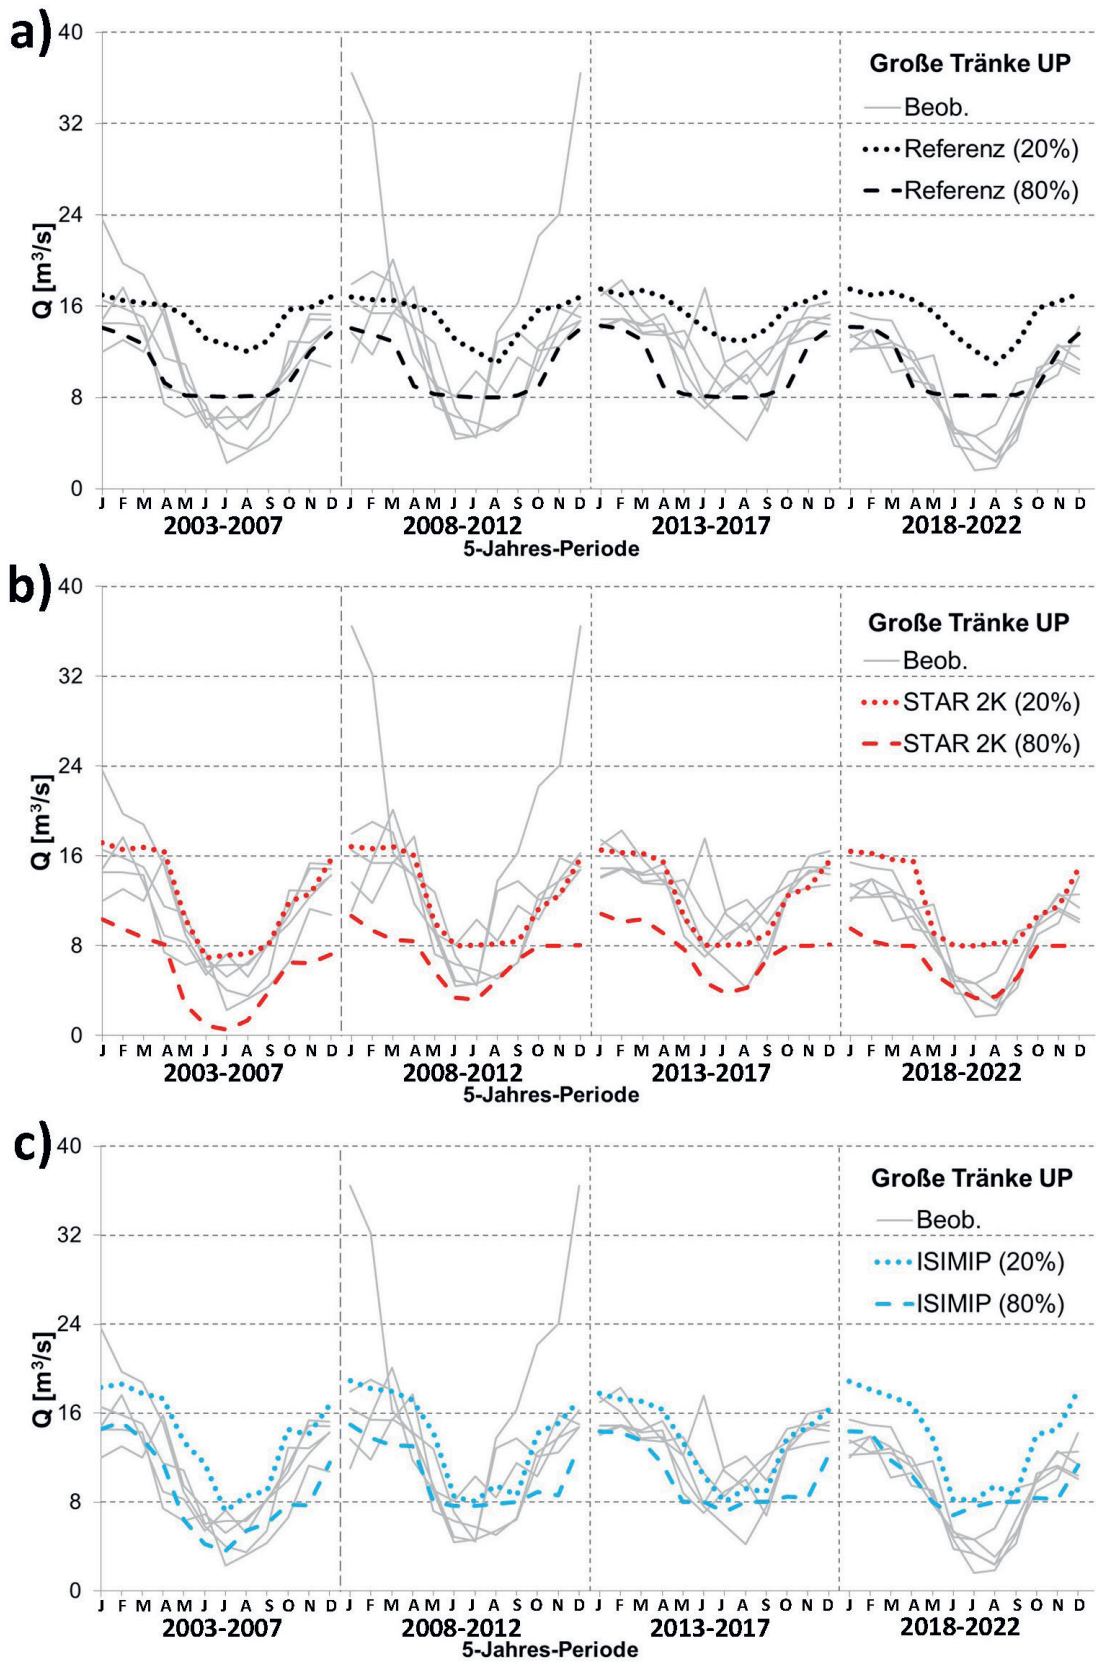 a)
Große Tränke UP
Beob.
Referenz (20%)
Referenz (80%)
Q [m³/s]
40
32
24
16
8
0
J F M A M J J A S O N D J F M A M J J A S O N D J F M A M J J A S O N D J F M A M J J A S O N D
2003-2007 2008-2012 2013-2017 2018-2022
5-Jahres-Periode
b)
Große Tränke UP
Beob.
STAR 2K (20%)
STAR 2K (80%)
Q [m³/s]
40
32
24
16
8
0
J F M A M J J A S O N D J F M A M J J A S O N D J F M A M J J A S O N D J F M A M J J A S O N D
2003-2007 2008-2012 2013-2017 2018-2022
5-Jahres-Periode
c)
Große Tränke UP
Beob.
ISIMIP (20%)
ISIMIP (80%)
Q [m³/s]
40
32
24
16
8
0
J F M A M J J A S O N D J F M A M J J A S O N D J F M A M J J A S O N D J F M A M J J A S O N D
2003-2007 2008-2012 2013-2017 2018-2022
5-Jahres-Periode